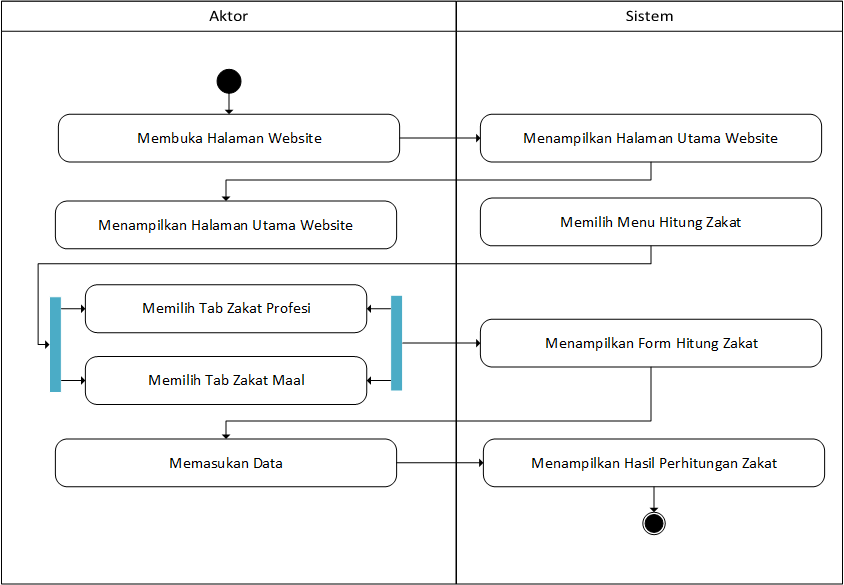 Aktor
Sistem
Membuka Halaman Website
Menampilkan Halaman Utama Website
Menampilkan Halaman Utama Website
Memilih Menu Hitung Zakat
Memilih Tab Zakat Profesi
Menampilkan Form Hitung Zakat
Memilih Tab Zakat Maal
Memasukan Data
Menampilkan Hasil Perhitungan Zakat